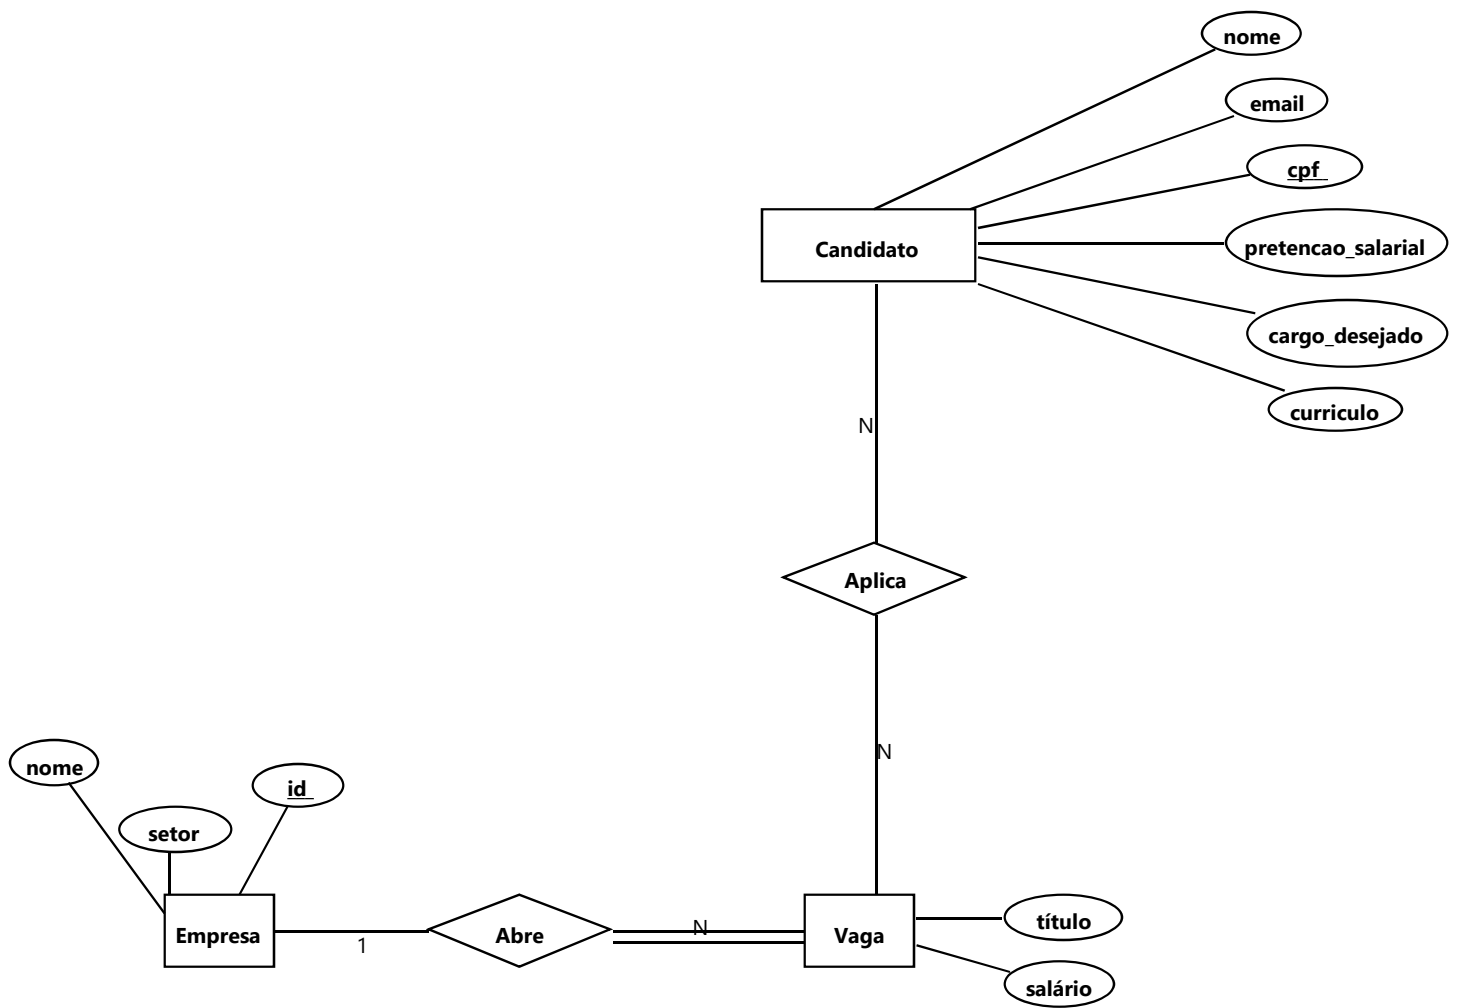 nome
email
cpf
Candidato
pretencao_salarial
cargo_desejado
curriculo
N
Aplica
N
nome
id
setor
título
Empresa
1
Abre
N
Vaga
salário